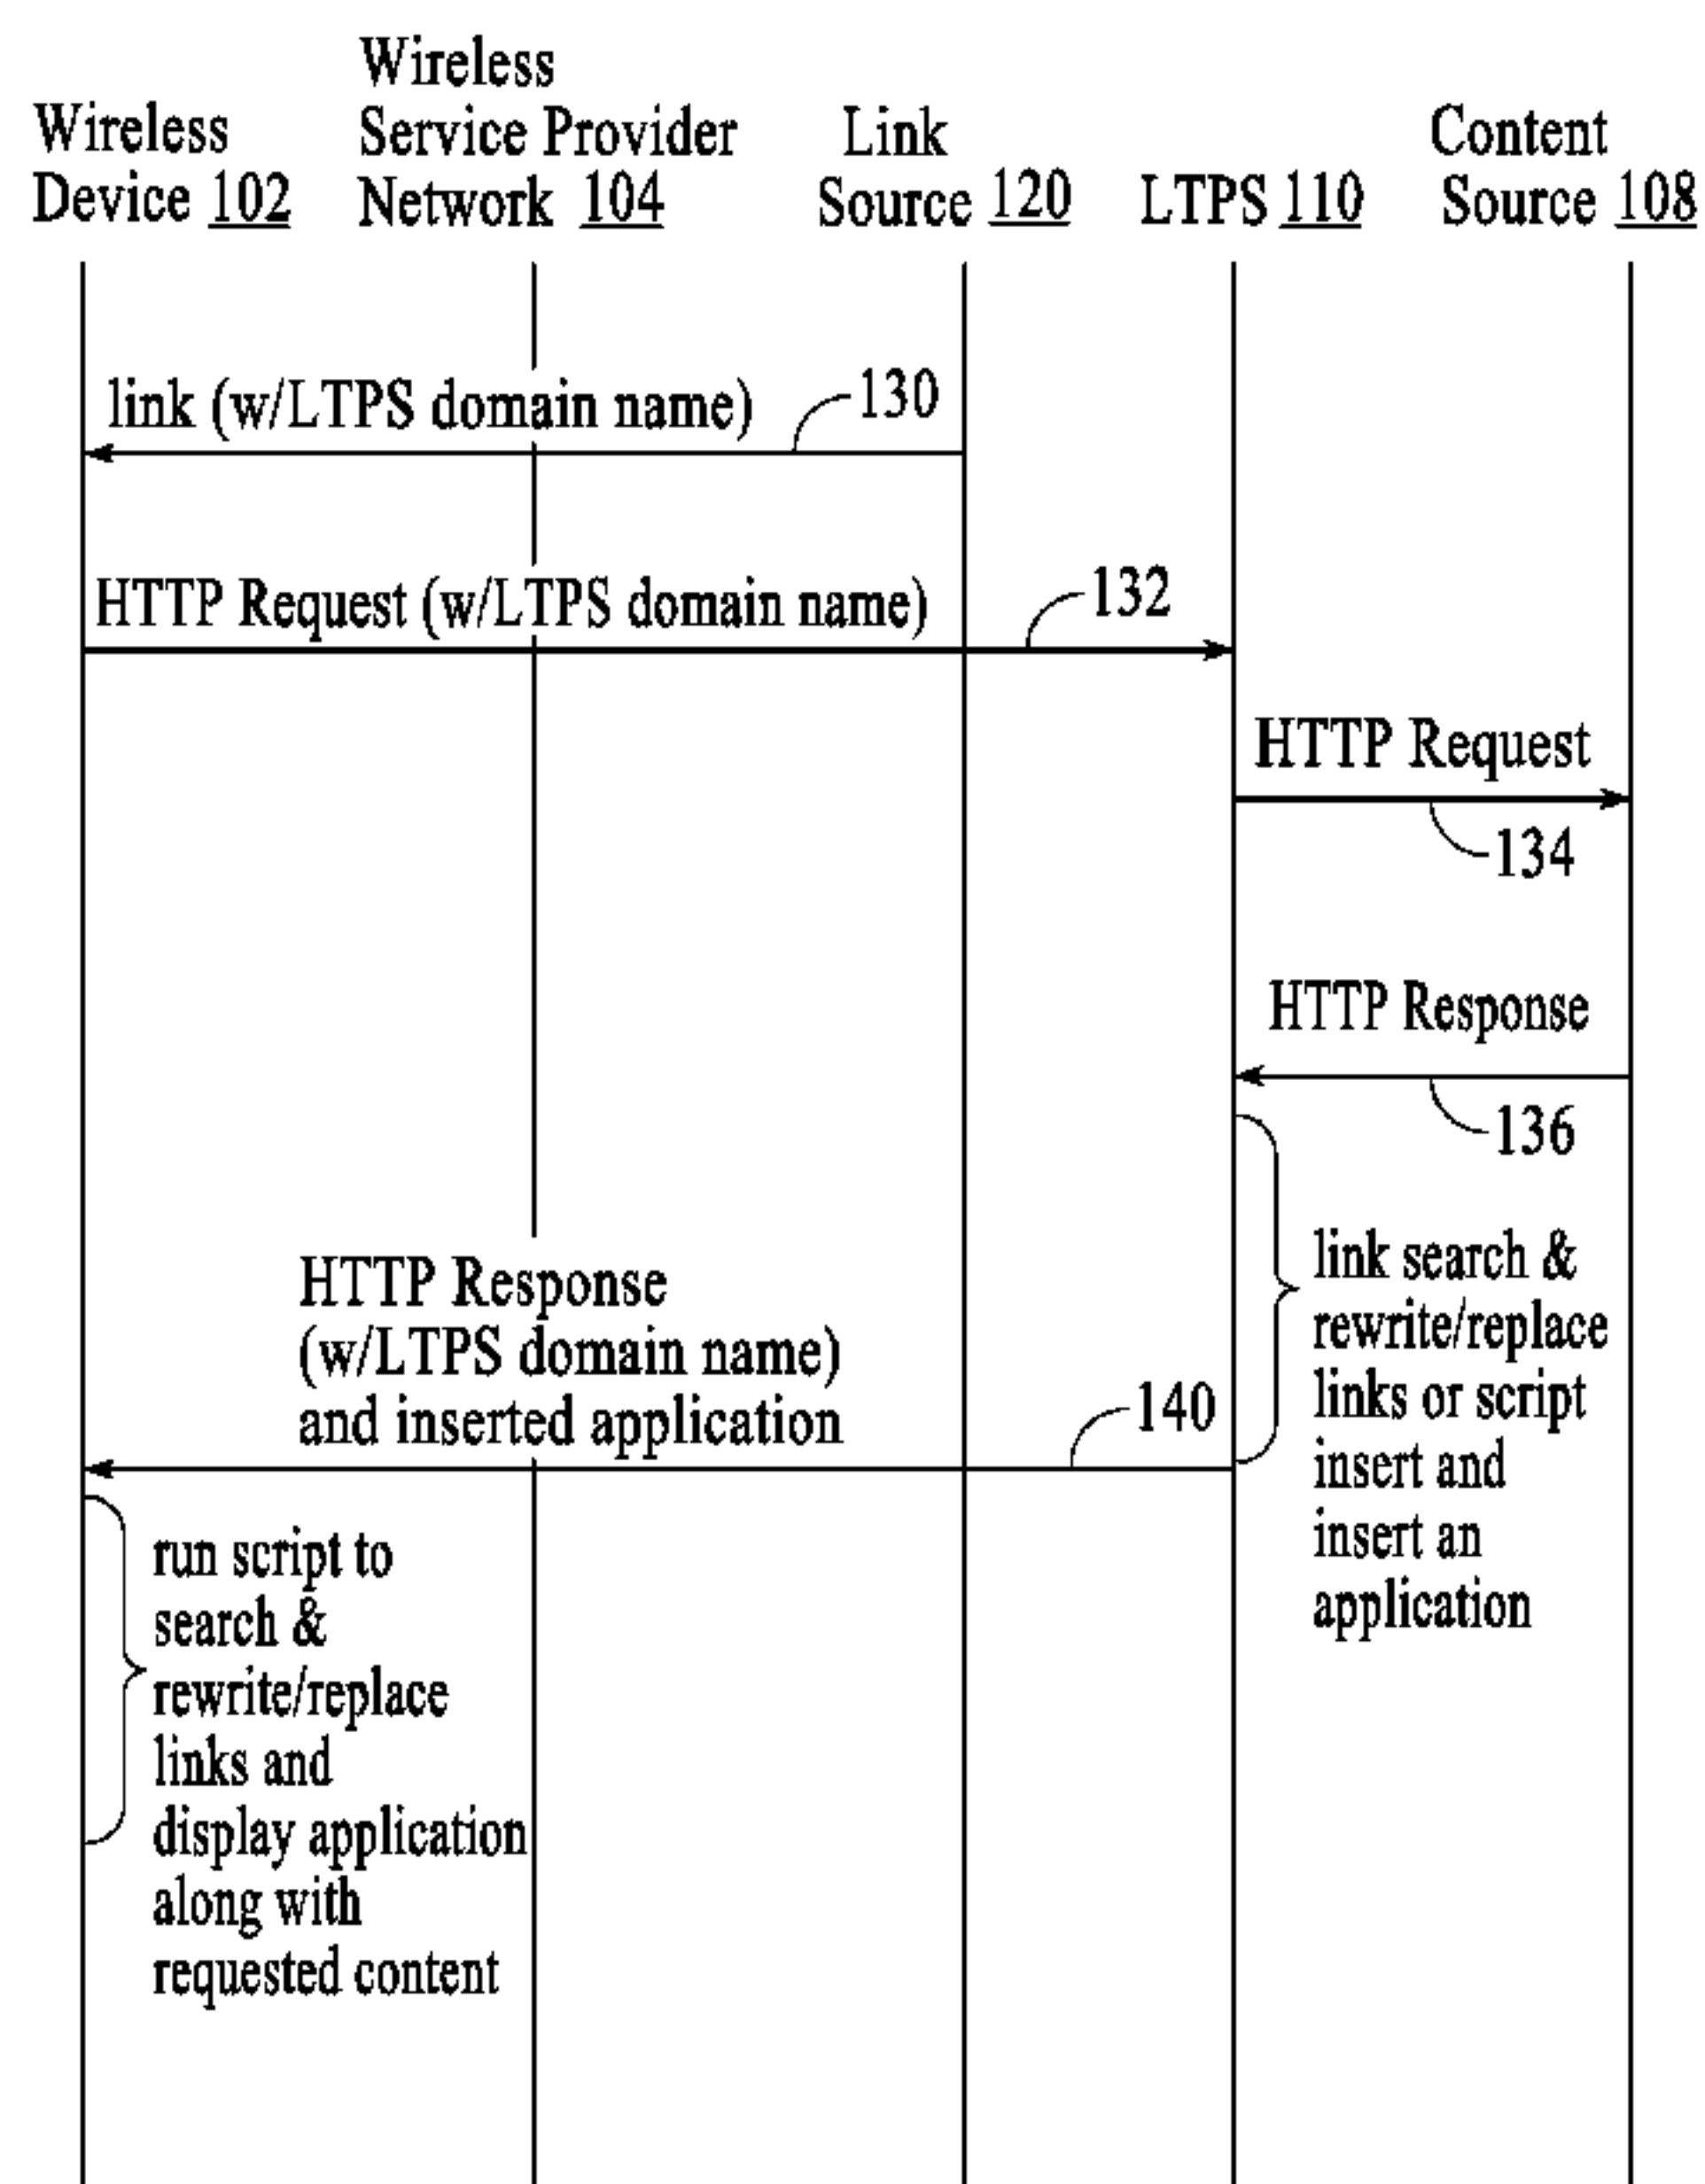 Wireless
Device 102
Wireless
Service Provider
Network 104
Link
Source 120
LTPS 110
Content
Source 108
link (w/LTPS domain name)
130
HTTP Request (w/LTPS domain name)
132
HTTP Request
134
HTTP Response
136
link search &
rewrite/replace
links or script
insert and
insert an
application
HTTP Response
(w/LTPS domain name)
and inserted application
140
run script to
search &
rewrite/replace
links and
display application
along with
requested content